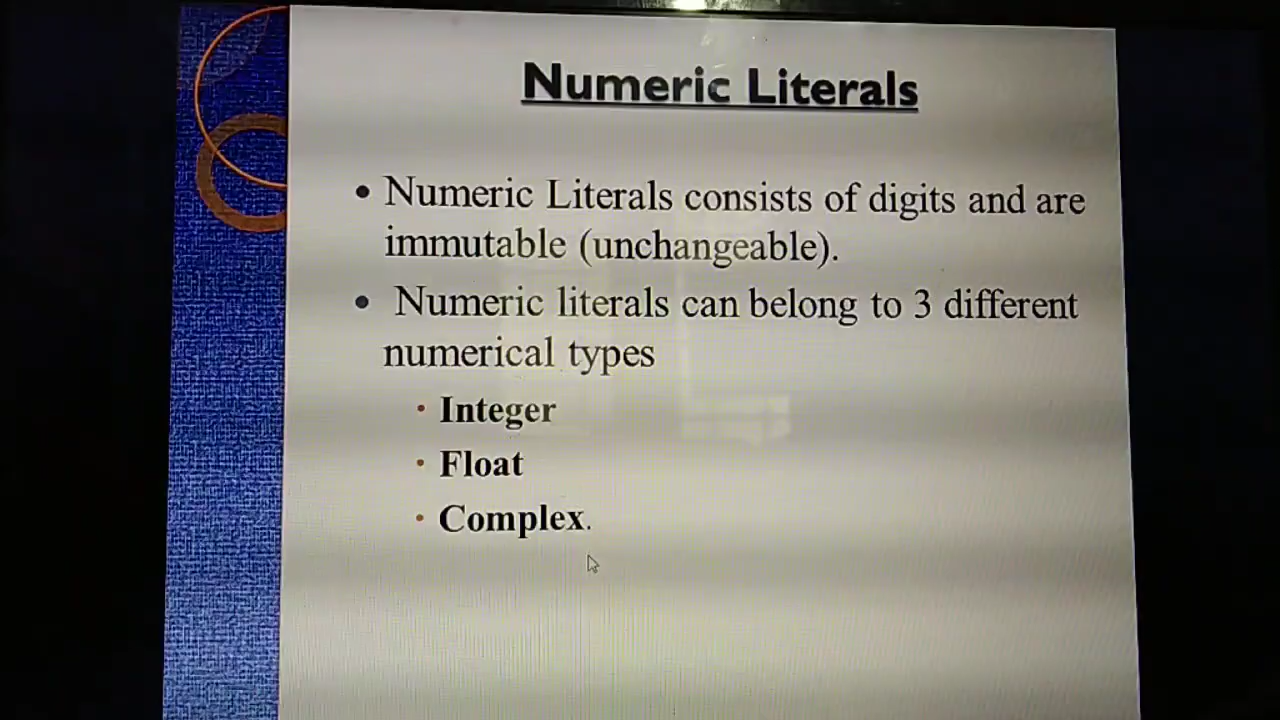 Numeric Literals
• Numeric Literals consists of digits and are
immutable (unchangeable).
• Numeric literals can belong to 3 different
numerical types
• Integer
• Float
• Complex.